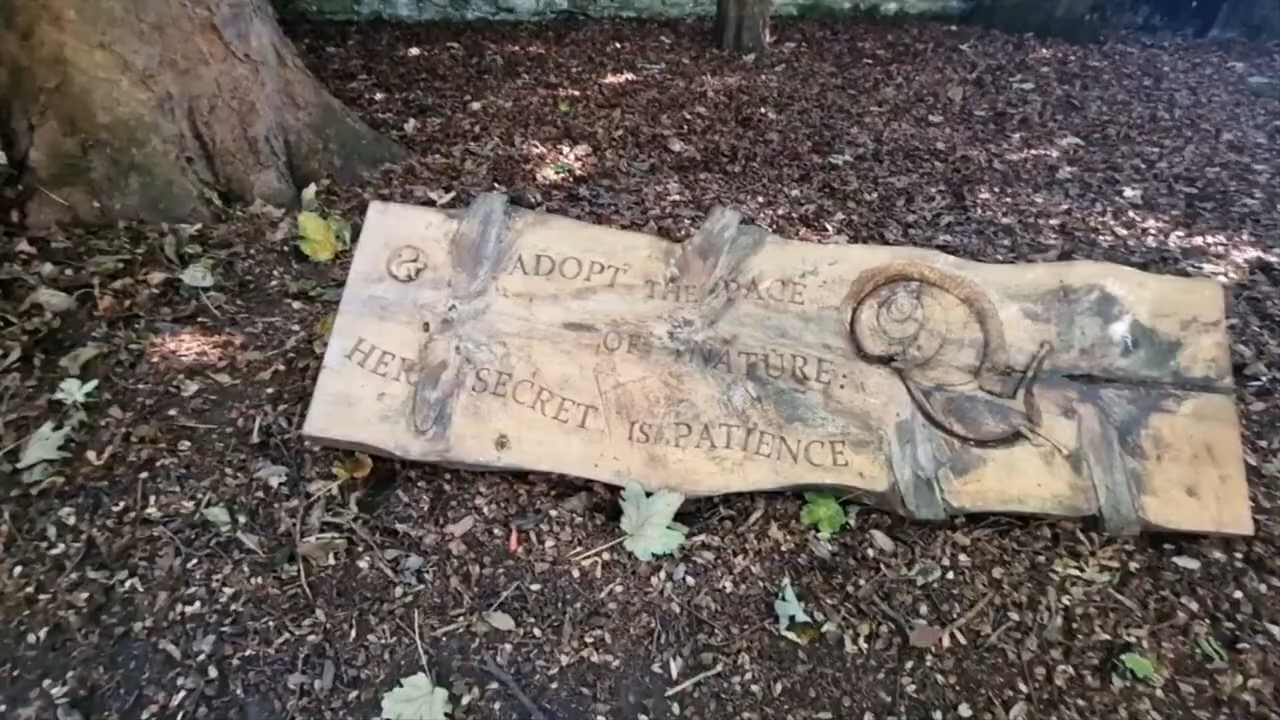 &
ADOPT THE PACE
OF NATURE:
HER SECRET IS PATIENCE